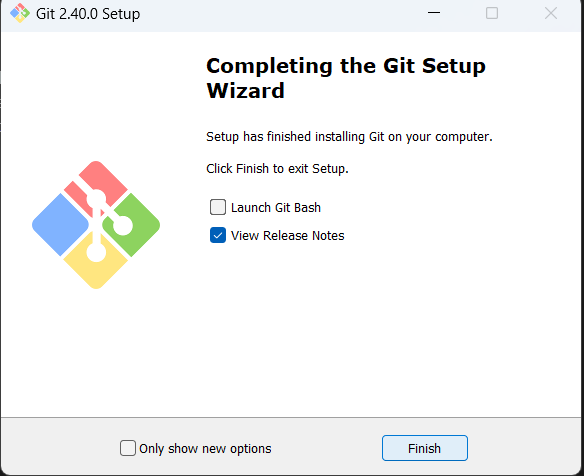 Git 2.40.0 Setup
Completing the Git Setup
Wizard
Setup has finished installing Git on your computer.
Click Finish to exit Setup.
Launch Git Bash
View Release Notes
Only show new options
Finish